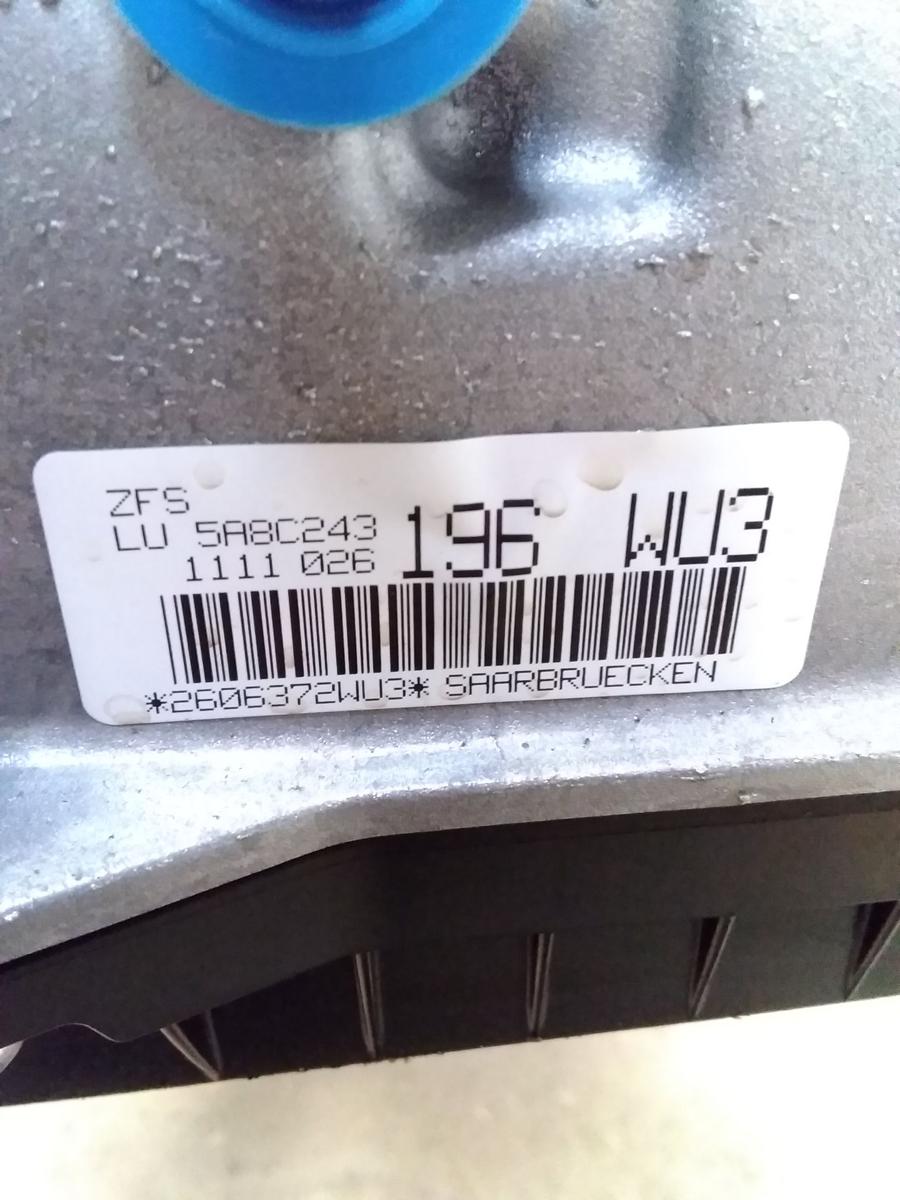 ZFS
LU 5A8C243
1111 026
196 WU3
*2606372WU3* SAARBRUECKEN